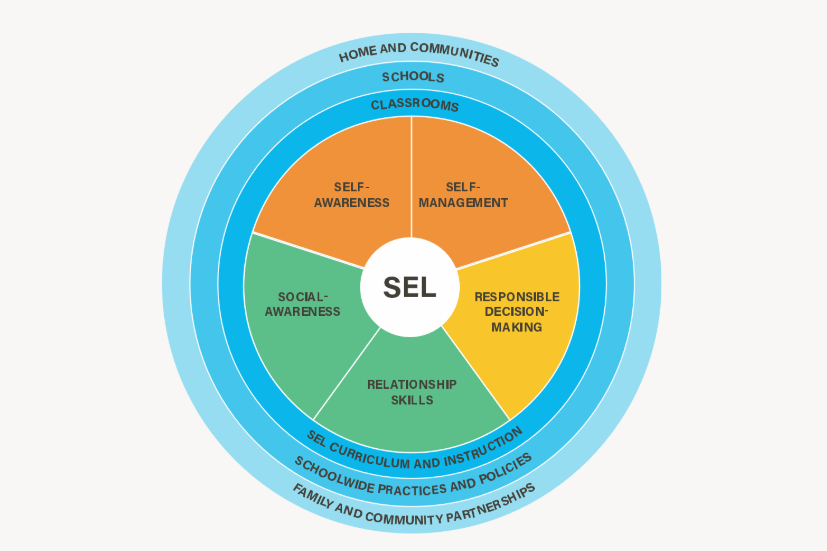 HOME AND COMMUNITIES
SCHOOLS
CLASSROOMS
SELF-
AWARENESS
SELF-
MANAGEMENT
SEL
SOCIAL-
AWARENESS
RESPONSIBLE
DECISION-
MAKING
RELATIONSHIP
SKILLS
SEL CURRICULUM AND INSTRUCTION
SCHOOLWIDE PRACTICES AND POLICIES
FAMILY AND COMMUNITY PARTNERSHIPS